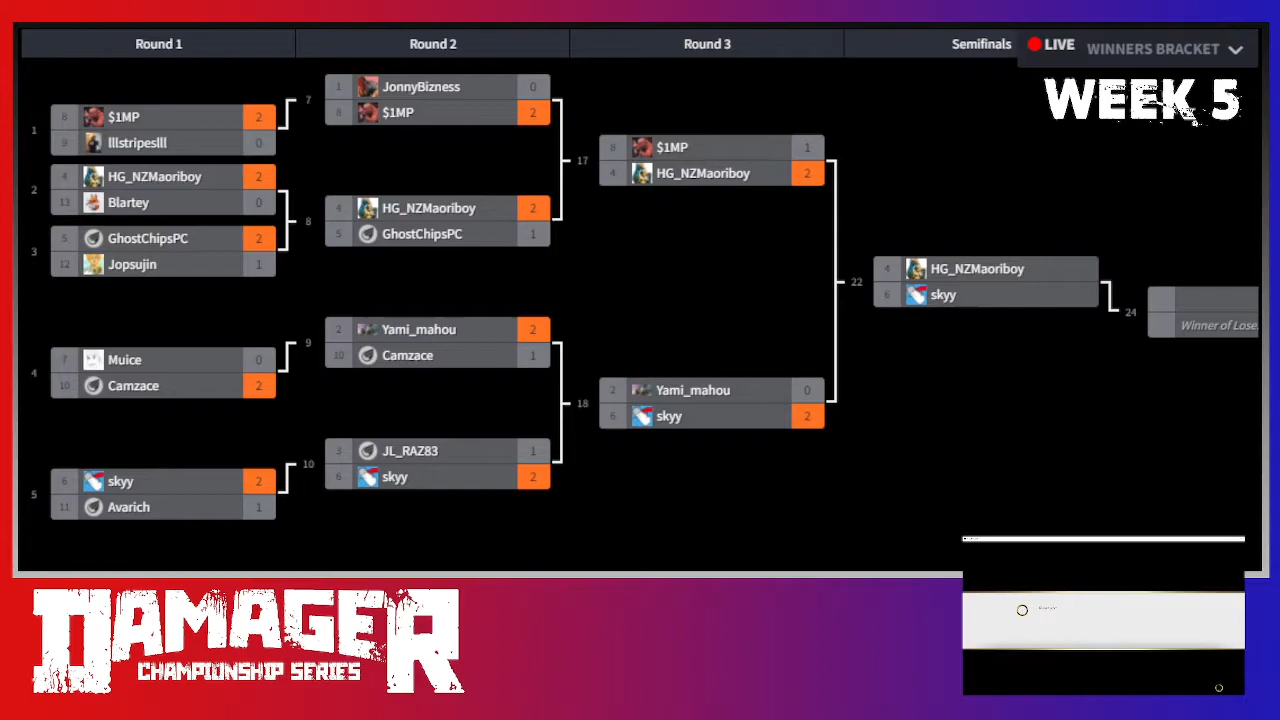 Round 1
Round 2
Round 3
Semifinals
LIVE
WINNERS BRACKET
WEEK 5
1
8 $1MP 2
9 lllstripeslll 0
2
4 HG_NZMaoriboy 2
13 Blartey 0
3
5 GhostChipsPC 2
12 Jopsujin 1
4
7 Muice 0
10 Camzace 2
5
6 skyy 2
11 Avarich 1
7
1 JonnyBizness 0
8 $1MP 2
8
4 HG_NZMaoriboy 2
5 GhostChipsPC 1
9
2 Yami_mahou 2
10 Camzace 1
10
3 JL_RAZ83 1
6 skyy 2
17
8 $1MP 1
4 HG_NZMaoriboy 2
18
2 Yami_mahou 0
6 skyy 2
22
4 HG_NZMaoriboy
6 skyy
24
Winner of Lose
DAMAGER
CHAMPIONSHIP SERIES